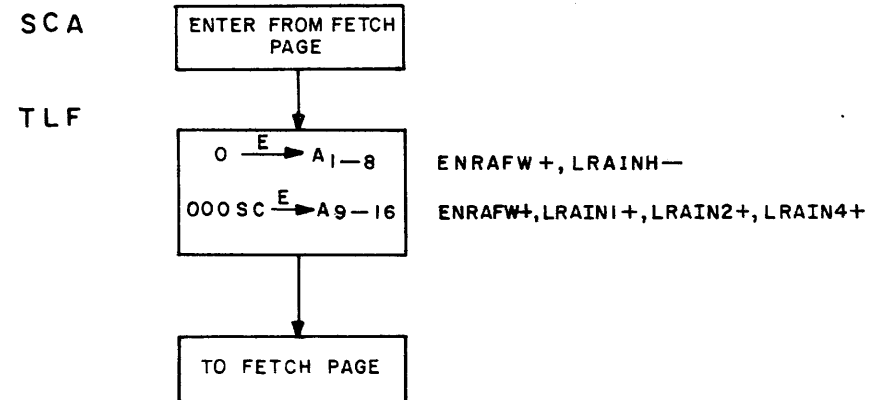 SCA
ENTER FROM FETCH
PAGE
TLF
0 E A1-8
ENRAFW+, LRAINH-
000SC E A9-16
ENRAFW+, LRAIN1+, LRAIN2+, LRAIN4+
TO FETCH PAGE